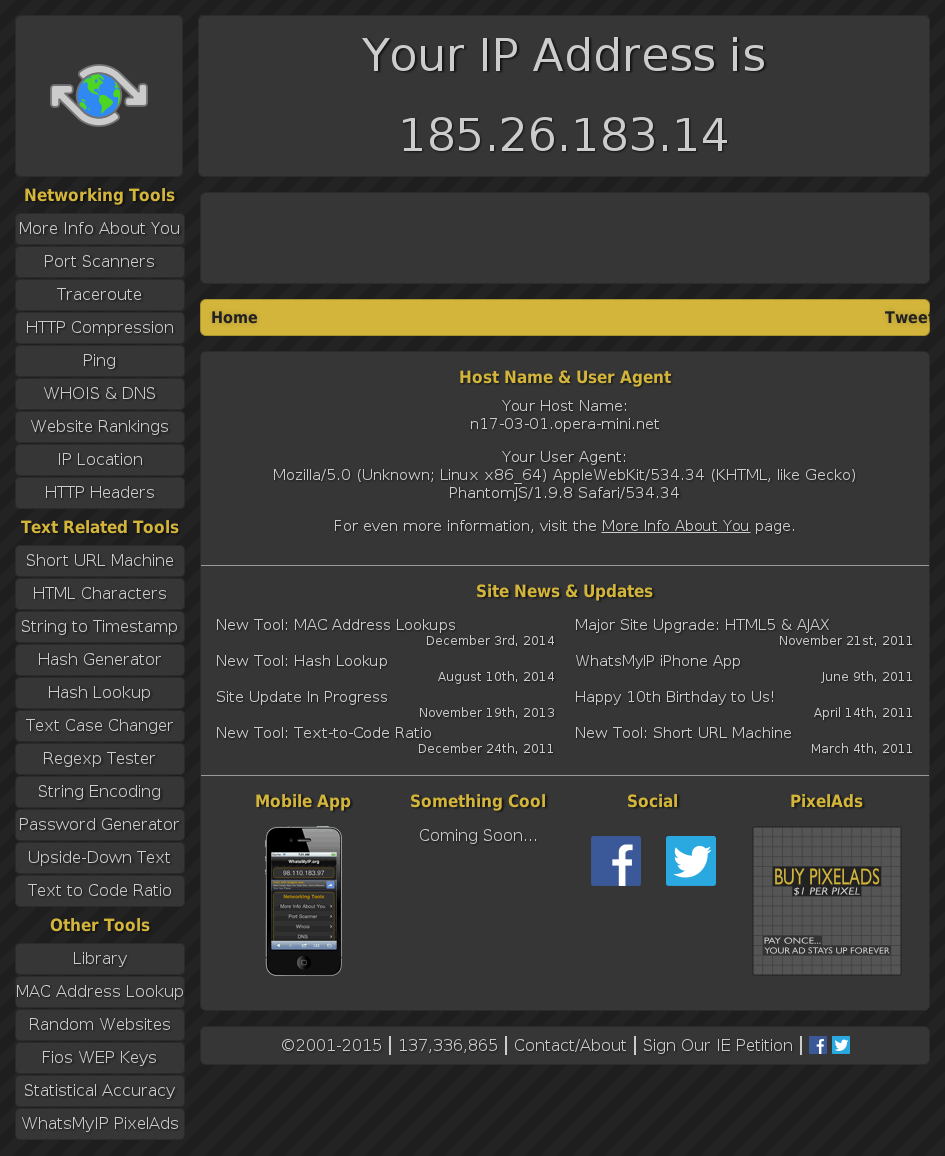 Your IP Address is
185.26.183.14
Networking Tools
More Info About You
Port Scanners
Traceroute
HTTP Compression
Ping
WHOIS & DNS
Website Rankings
IP Location
HTTP Headers
Text Related Tools
Short URL Machine
HTML Characters
String to Timestamp
Hash Generator
Hash Lookup
Text Case Changer
Regexp Tester
String Encoding
Password Generator
Upside-Down Text
Text to Code Ratio
Other Tools
Library
MAC Address Lookup
Random Websites
Fios WEP Keys
Statistical Accuracy
WhatsMyIP PixelAds
Home
Tweet
Host Name & User Agent
Your Host Name:
n17-03-01.opera-mini.net
Your User Agent:
Mozilla/5.0 (Unknown; Linux x86_64) AppleWebKit/534.34 (KHTML, like Gecko)
PhantomJS/1.9.8 Safari/534.34
For even more information, visit the More Info About You page.
Site News & Updates
New Tool: MAC Address Lookups
December 3rd, 2014
New Tool: Hash Lookup
August 10th, 2014
Site Update In Progress
November 19th, 2013
New Tool: Text-to-Code Ratio
December 24th, 2011
Major Site Upgrade: HTML5 & AJAX
November 21st, 2011
WhatsMyIP iPhone App
June 9th, 2011
Happy 10th Birthday to Us!
April 14th, 2011
New Tool: Short URL Machine
March 4th, 2011
Mobile App
WhatsMyIP.org
98.110.183.97
Networking Tools
More Info About You
Port Scanner
Whois
DNS
Something Cool
Coming Soon...
Social
PixelAds
BUY PIXELADS
$1 PER PIXEL
PAY ONCE...
YOUR AD STAYS UP FOREVER
©2001-2015 | 137,336,865 | Contact/About | Sign Our IE Petition |